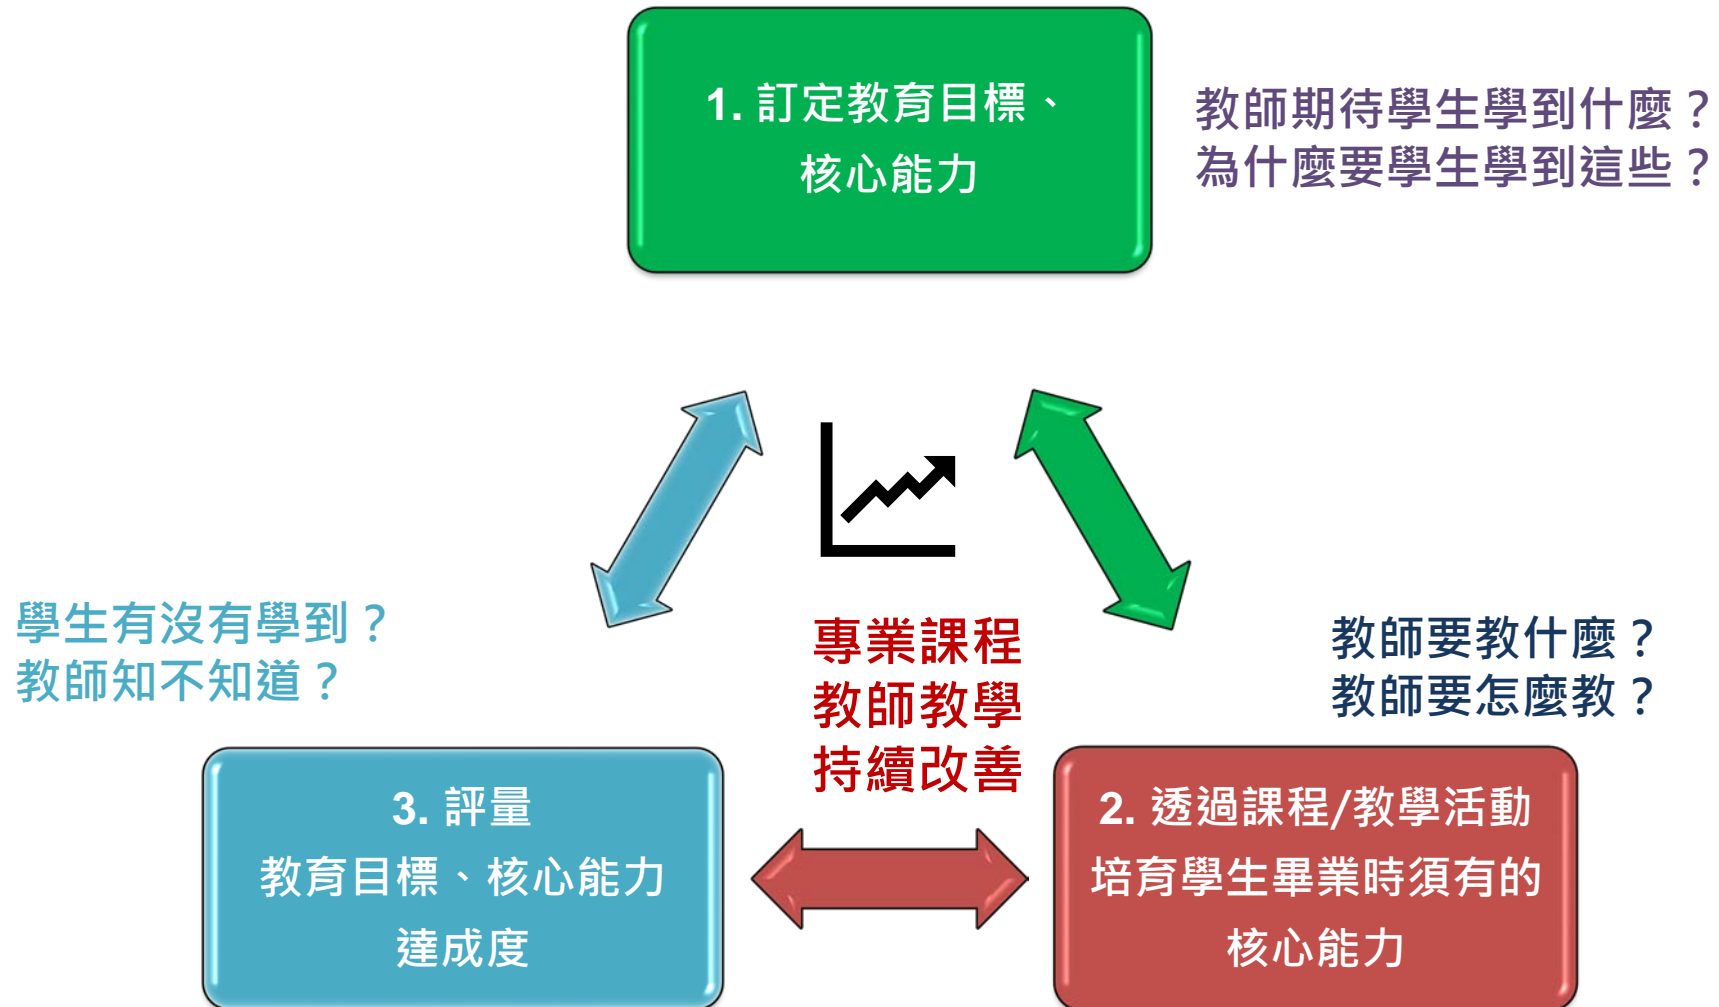 1. 訂定教育目標、
核心能力
教師期待學生學到什麼？
為什麼要學生學到這些？
學生有沒有學到？
教師知不知道？
專業課程
教師教學
持續改善
教師要教什麼？
教師要怎麼教？
3. 評量
教育目標、核心能力
達成度
2. 透過課程/教學活動
培育學生畢業時須有的
核心能力